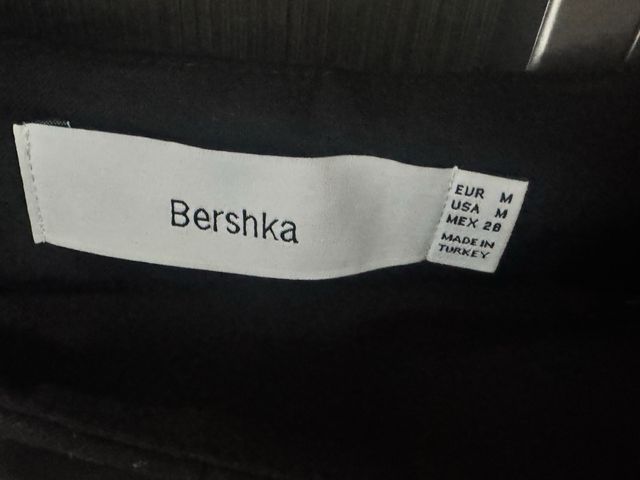 Bershka
EUR M
USA M
MEX 28
MADE IN
TURKEY